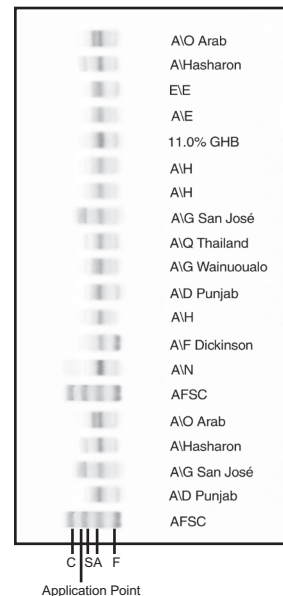 A\O Arab
A\Hasharon
E\E
A\E
11.0% GHB
A\H
A\H
A\G San José
A\Q Thailand
A\G Wainuoualo
A\D Punjab
A\H
A\F Dickinson
A\N
AFSC
A\O Arab
A\Hasharon
A\G San José
A\D Punjab
AFSC
C SA F
Application Point